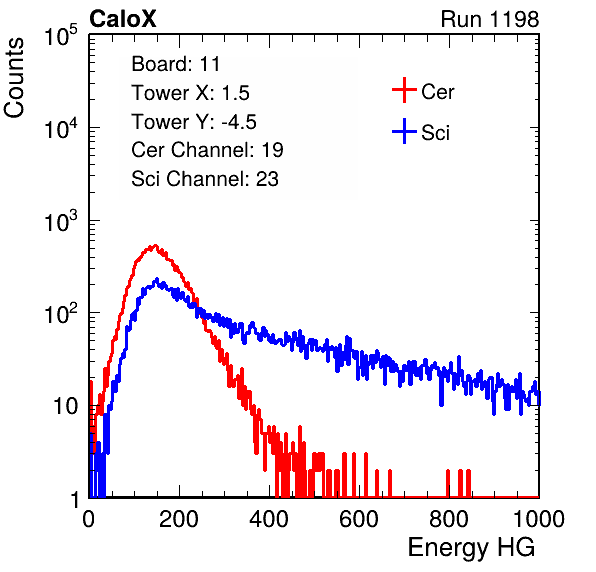 CaloX Run 1198
Counts
10^5
10^4
10^3
10^2
10
1
Board: 11
Tower X: 1.5
Tower Y: -4.5
Cer Channel: 19
Sci Channel: 23
Cer
Sci
0 200 400 600 800 1000
Energy HG